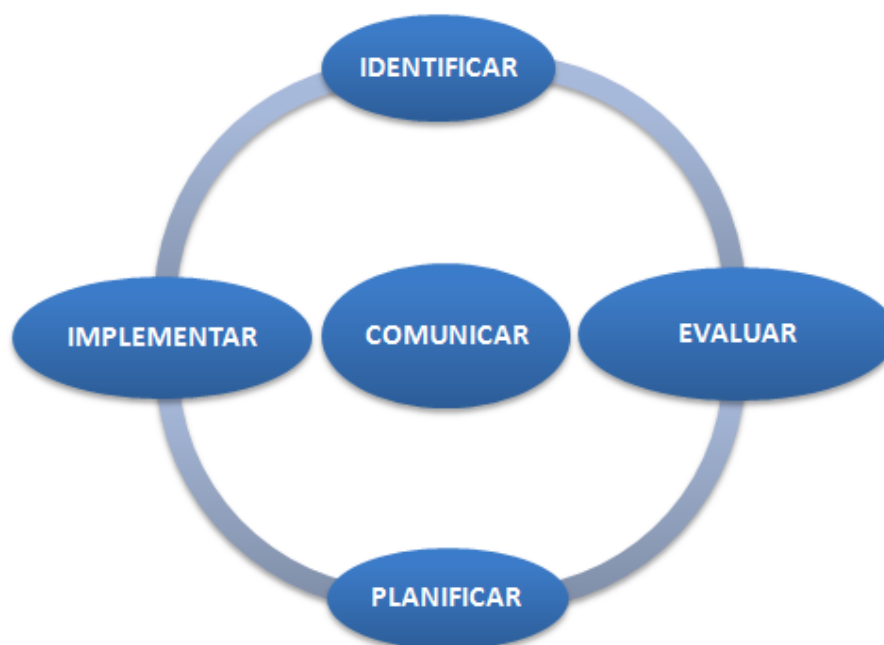 IDENTIFICAR
IMPLEMENTAR
COMUNICAR
EVALUAR
PLANIFICAR